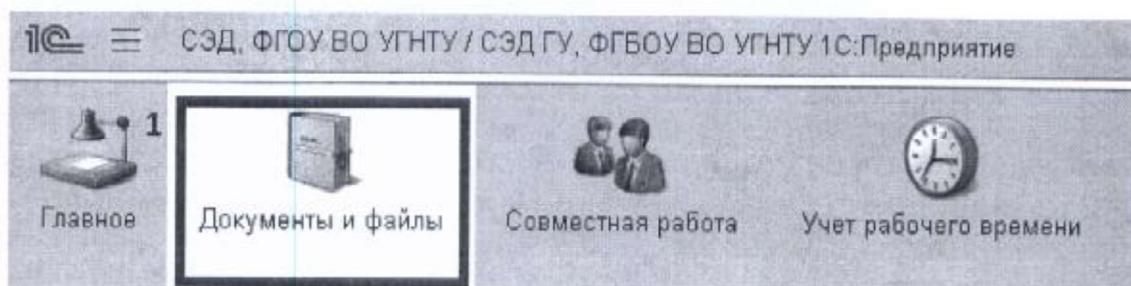 1С СЭД, ФГОУ ВО УГНТУ / СЭД ГУ, ФГБОУ ВО УГНТУ 1С:Предприятие
1
Главное Документы и файлы Совместная работа Учет рабочего времени